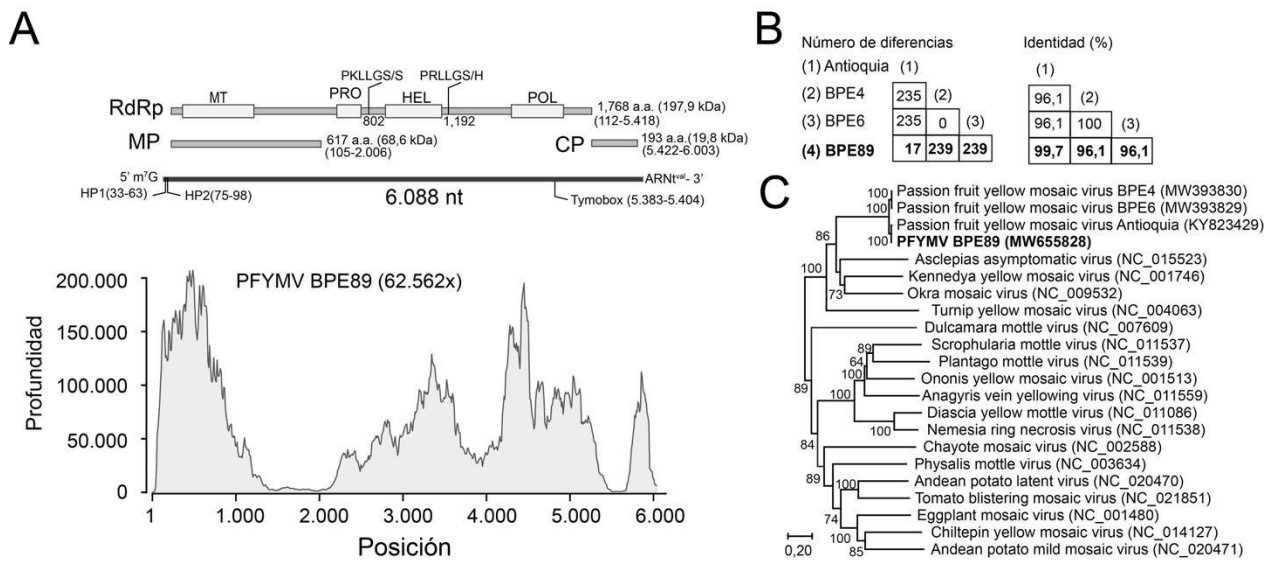 A
PKLLGS/S
PRLLGS/H
RdRp
MT
PRO
HEL
POL
802
1,192
1,768 a.a. (197,9 kDa)
(112-5.418)
MP
617 a.a. (68,6 kDa)
(105-2.006)
CP
193 a.a.(19,8 kDa)
(5.422-6.003)
5' m⁷G
ARNtᵛᵃˡ- 3'
HP1(33-63)
HP2(75-98)
6.088 nt
Tymobox (5.383-5.404)
PFYMV BPE89 (62.562x)
Profundidad
200.000
150.000
100.000
50.000
0
1 1.000 2.000 3.000 4.000 5.000 6.000
Posición
B
Número de diferencias
(1) Antioquia (1)
(2) BPE4 235 (2)
(3) BPE6 235 0 (3)
(4) BPE89 17 239 239
Identidad (%)
(1)
96,1 (2)
96,1 100 (3)
99,7 96,1 96,1
C
100 Passion fruit yellow mosaic virus BPE4 (MW393830)
100 Passion fruit yellow mosaic virus BPE6 (MW393829)
Passion fruit yellow mosaic virus Antioquia (KY823429)
100 PFYMV BPE89 (MW655828)
86
Asclepias asymptomatic virus (NC_015523)
100
Kennedya yellow mosaic virus (NC_001746)
73
Okra mosaic virus (NC_009532)
Turnip yellow mosaic virus (NC_004063)
Dulcamara mottle virus (NC_007609)
89
Scrophularia mottle virus (NC_011537)
64
Plantago mottle virus (NC_011539)
100
100
Ononis yellow mosaic virus (NC_001513)
89
Anagyris vein yellowing virus (NC_011559)
Diascia yellow mottle virus (NC_011086)
100
Nemesia ring necrosis virus (NC_011538)
84
Chayote mosaic virus (NC_002588)
Physalis mottle virus (NC_003634)
89
Andean potato latent virus (NC_020470)
100
Tomato blistering mosaic virus (NC_021851)
74
Eggplant mosaic virus (NC_001480)
100
Chiltepin yellow mosaic virus (NC_014127)
85
Andean potato mild mosaic virus (NC_020471)
0,20